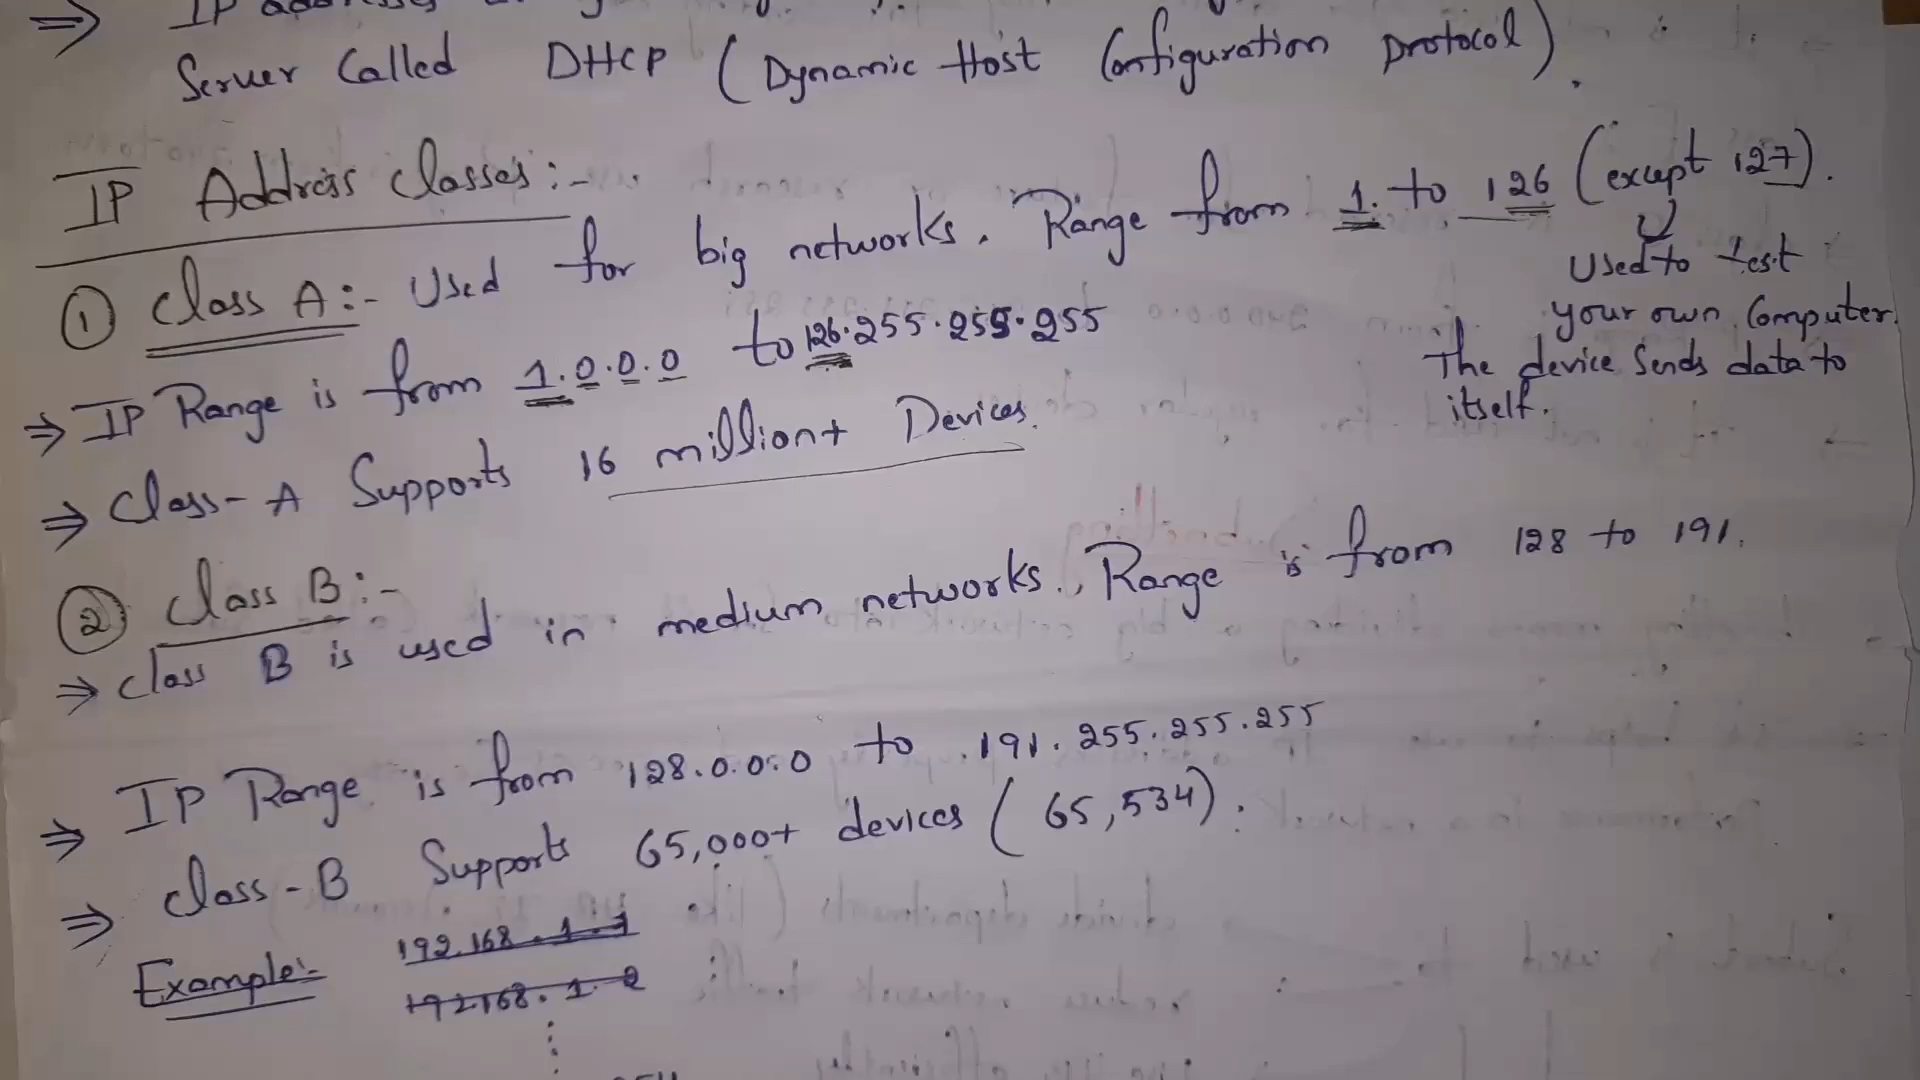 ⇒ IP addresses
Server Called DHCP (Dynamic Host Configuration protocol).
IP Address Classes:-
① Class A:- Used for big networks. Range from 1. to 126 (except 127).
Used to test
your own Computer.
The device Sends data to
itself.
⇒ IP Range is from 1.0.0.0 to 126.255.255.255
⇒ Class-A Supports 16 million+ Devices.
② Class B:-
⇒ Class B is used in medium networks. Range is from 128 to 191.
⇒ IP Range is from 128.0.0.0 to 191.255.255.255
⇒ Class-B Supports 65,000+ devices (65,534).
Example:- 192.168.1.1
192.168.1.2